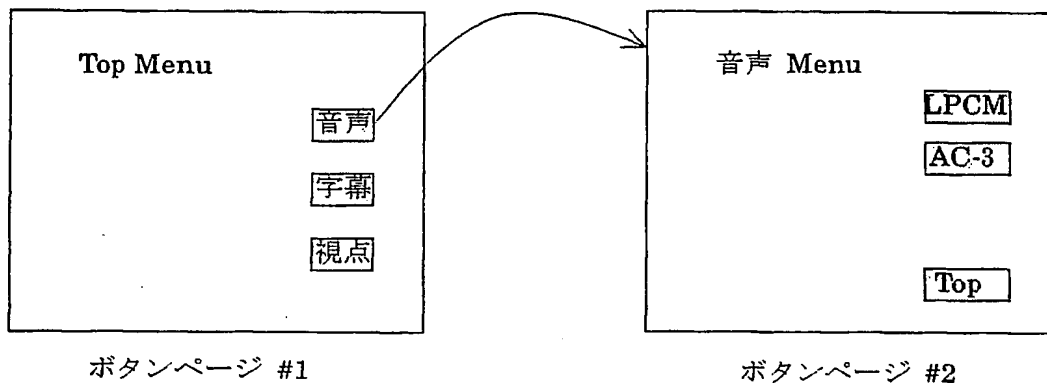 Top Menu
音声
字幕
視点
ボタンページ #1
音声 Menu
LPCM
AC-3
Top
ボタンページ #2